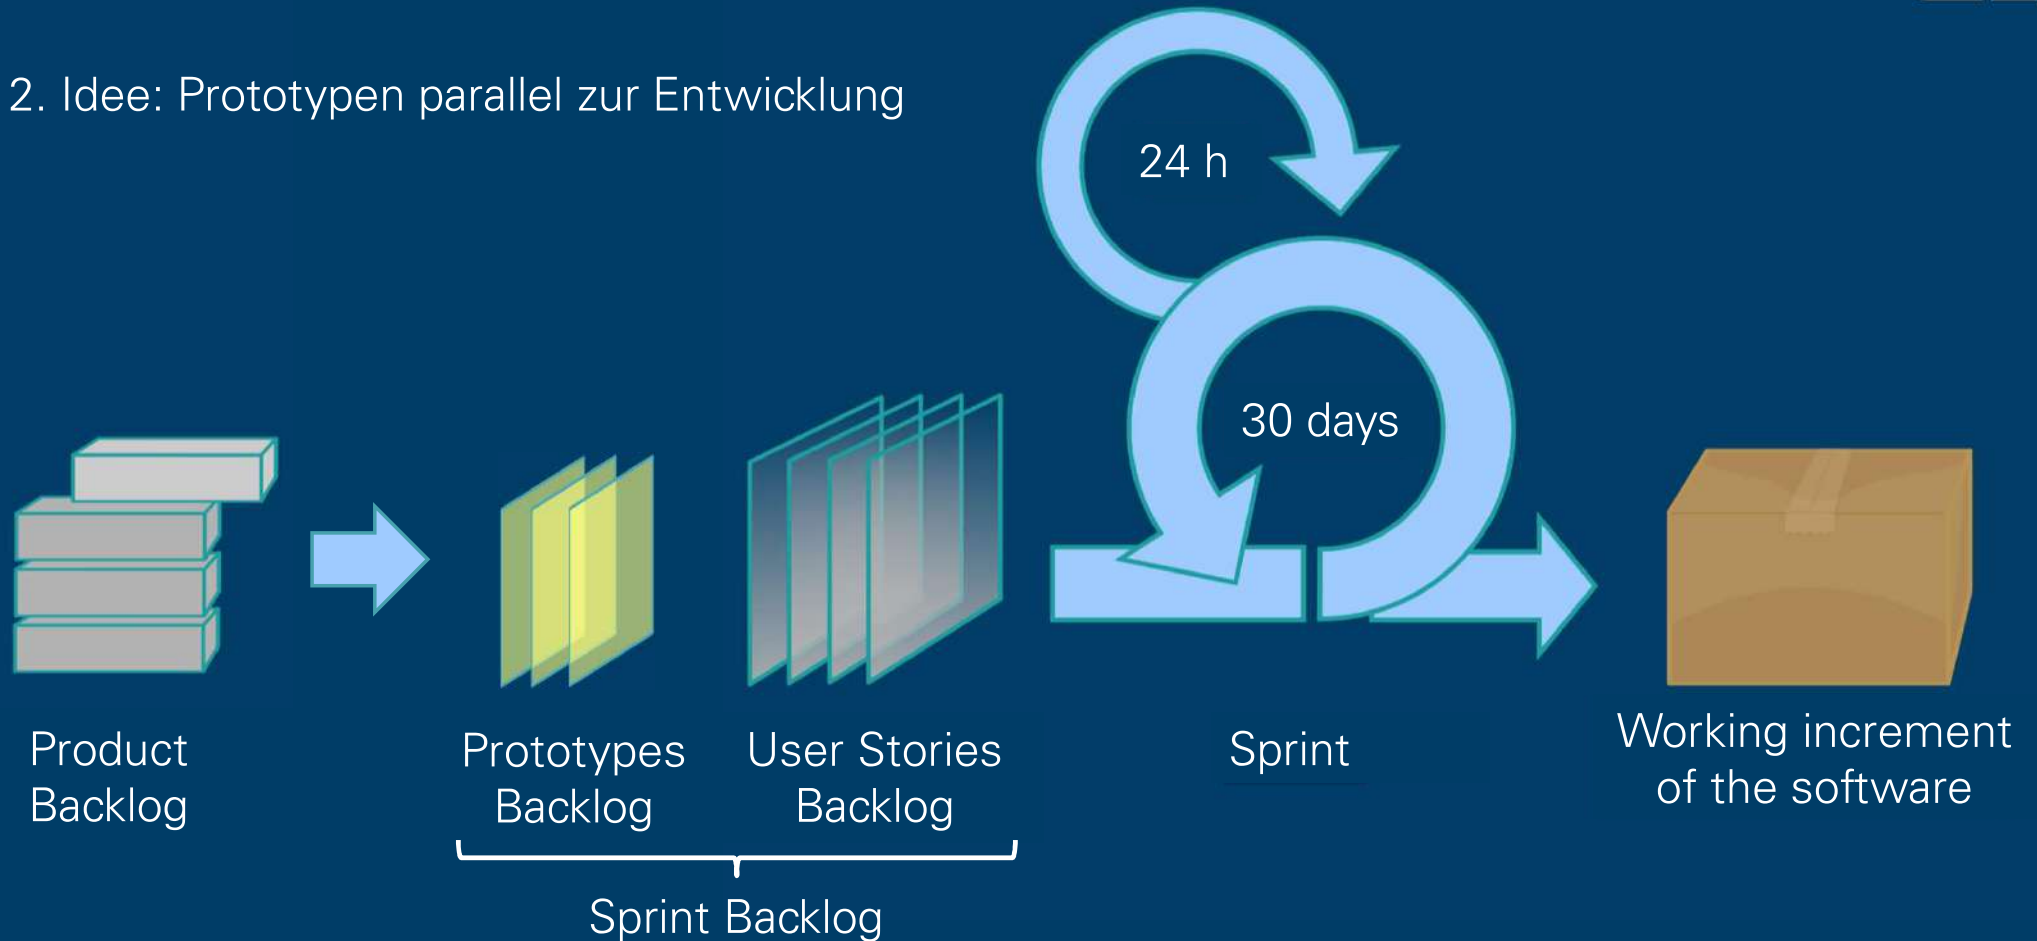 2. Idee: Prototypen parallel zur Entwicklung
24 h
30 days
Product
Backlog
Prototypes
Backlog
User Stories
Backlog
Sprint
Working increment
of the software
Sprint Backlog